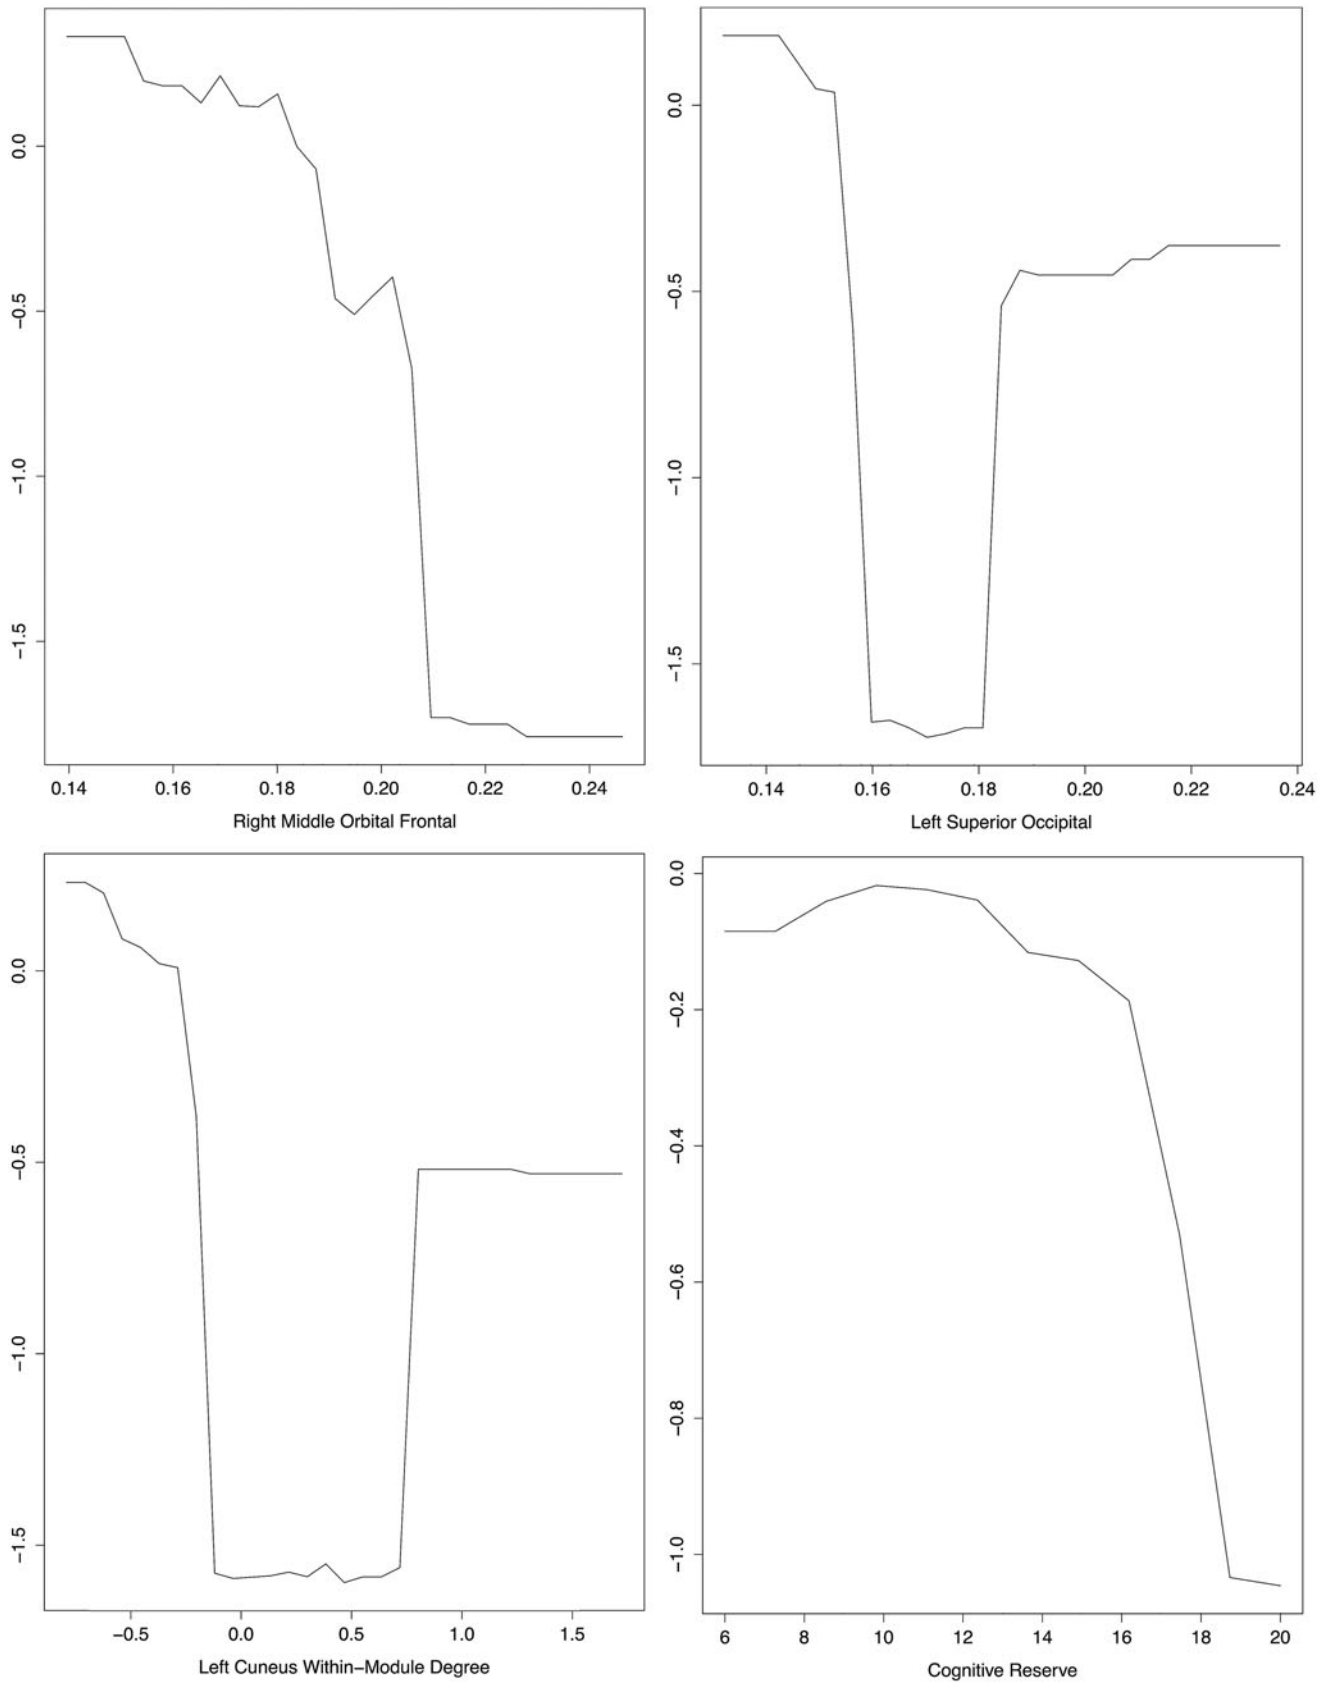 0.0
−0.5
−1.0
−1.5
0.14 0.16 0.18 0.20 0.22 0.24
Right Middle Orbital Frontal
0.0
−0.5
−1.0
−1.5
0.14 0.16 0.18 0.20 0.22 0.24
Left Superior Occipital
0.0
−0.5
−1.0
−1.5
−0.5 0.0 0.5 1.0 1.5
Left Cuneus Within−Module Degree
0.0
−0.2
−0.4
−0.6
−0.8
−1.0
6 8 10 12 14 16 18 20
Cognitive Reserve